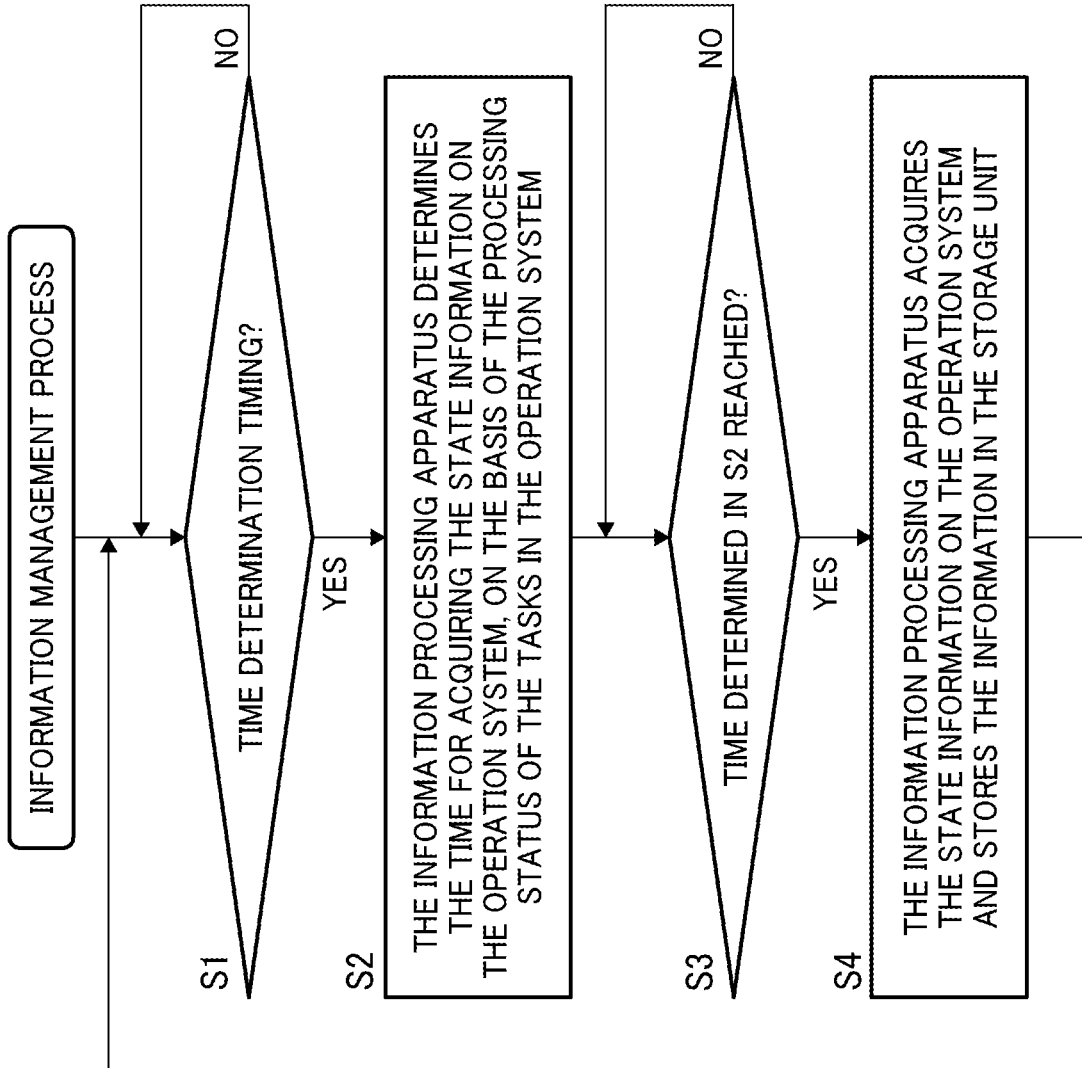 INFORMATION MANAGEMENT PROCESS
S1
TIME DETERMINATION TIMING?
NO
YES
S2
THE INFORMATION PROCESSING APPARATUS DETERMINES
THE TIME FOR ACQUIRING THE STATE INFORMATION ON
THE OPERATION SYSTEM, ON THE BASIS OF THE PROCESSING
STATUS OF THE TASKS IN THE OPERATION SYSTEM
S3
TIME DETERMINED IN S2 REACHED?
NO
YES
S4
THE INFORMATION PROCESSING APPARATUS ACQUIRES
THE STATE INFORMATION ON THE OPERATION SYSTEM
AND STORES THE INFORMATION IN THE STORAGE UNIT